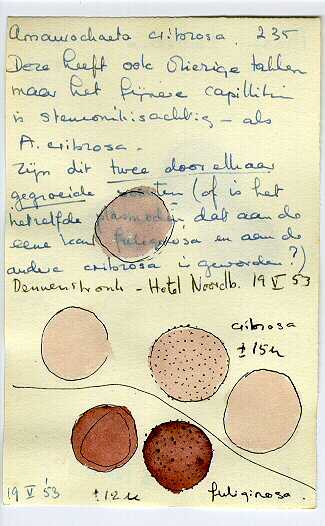 Amaurochaete cribrosa. 235
Deze heeft ook vliezige takken
maar het fijnere capillitium
is stemonitisachtig - als
A. cribrosa.
Zijn dit twee door elkaar
gegroeide soorten (of is het
hetzelfde plasmodium, dat aan de
eene kant fuliginosa en aan de
andere cribrosa is geworden?)
Dennenstronk - Hotel Noordb. 19 V 53
cribrosa
± 15 u
19 V '53
± 12 u
fuliginosa.